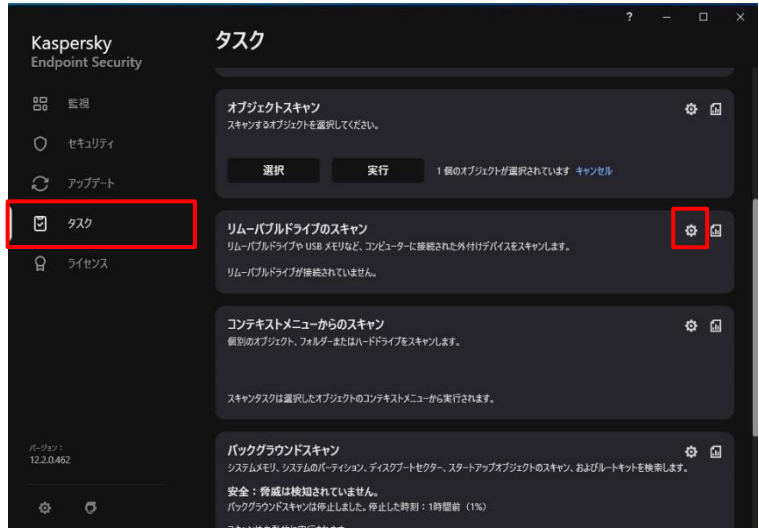 ? — □ ×
Kaspersky
Endpoint Security
タスク
監視
セキュリティ
アップデート
タスク
ライセンス
オブジェクトスキャン
スキャンするオブジェクトを選択してください。
選択 実行 1 個のオブジェクトが選択されています キャンセル
リムーバブルドライブのスキャン
リムーバブルドライブや USB メモリなど、コンピューターに接続された外付けデバイスをスキャンします。
リムーバブルドライブが接続されていません。
コンテキストメニューからのスキャン
個別のオブジェクト、フォルダーまたはハードドライブをスキャンします。
スキャンタスクは選択したオブジェクトのコンテキストメニューから実行されます。
バックグラウンドスキャン
システムメモリ、システムのパーティション、ディスクブートセクター、スタートアップオブジェクトのスキャン、およびルートキットを検索します。
安全：脅威は検知されていません。
バックグラウンドスキャンは停止しました。停止した時刻：1時間前（1%）
バージョン：
12.2.0.462